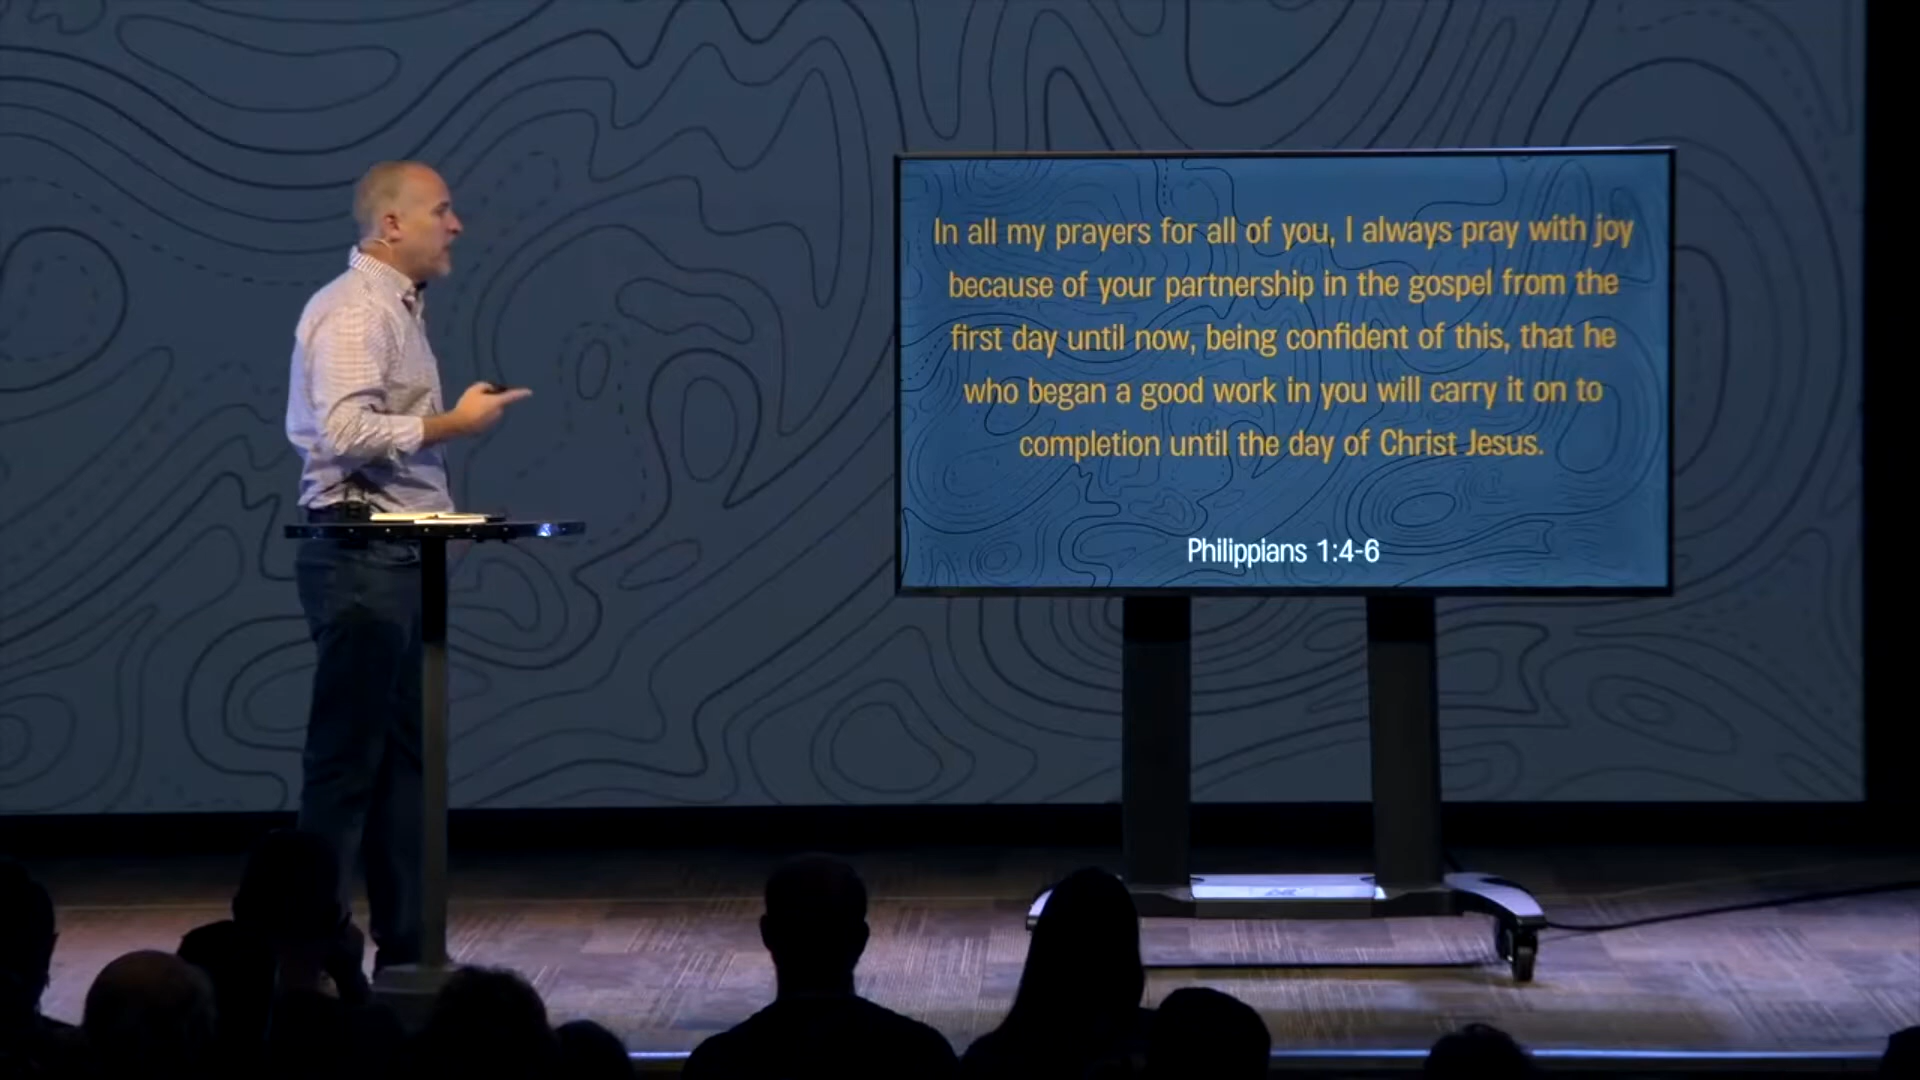 In all my prayers for all of you, I always pray with joy
because of your partnership in the gospel from the
first day until now, being confident of this, that he
who began a good work in you will carry it on to
completion until the day of Christ Jesus.
Philippians 1:4-6